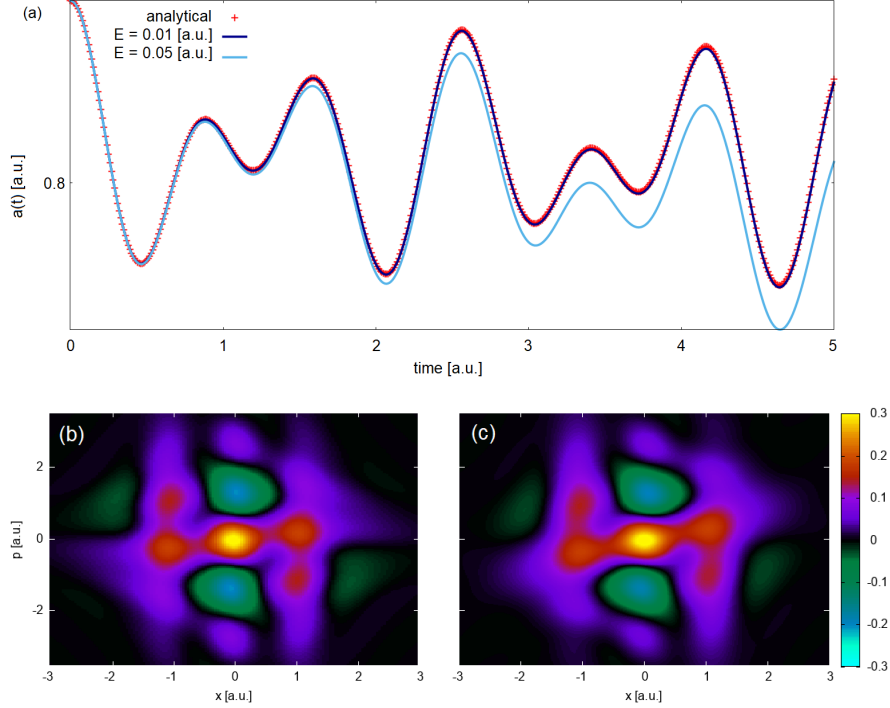 (a)
analytical
E = 0.01 [a.u.]
E = 0.05 [a.u.]
a(t) [a.u.]
0.8
0 1 2 3 4 5
time [a.u.]
(b)
(c)
p [a.u.]
2
0
-2
-3 -2 -1 0 1 2 3
x [a.u.]
-3 -2 -1 0 1 2 3
x [a.u.]
0.3
0.2
0.1
0
-0.1
-0.2
-0.3